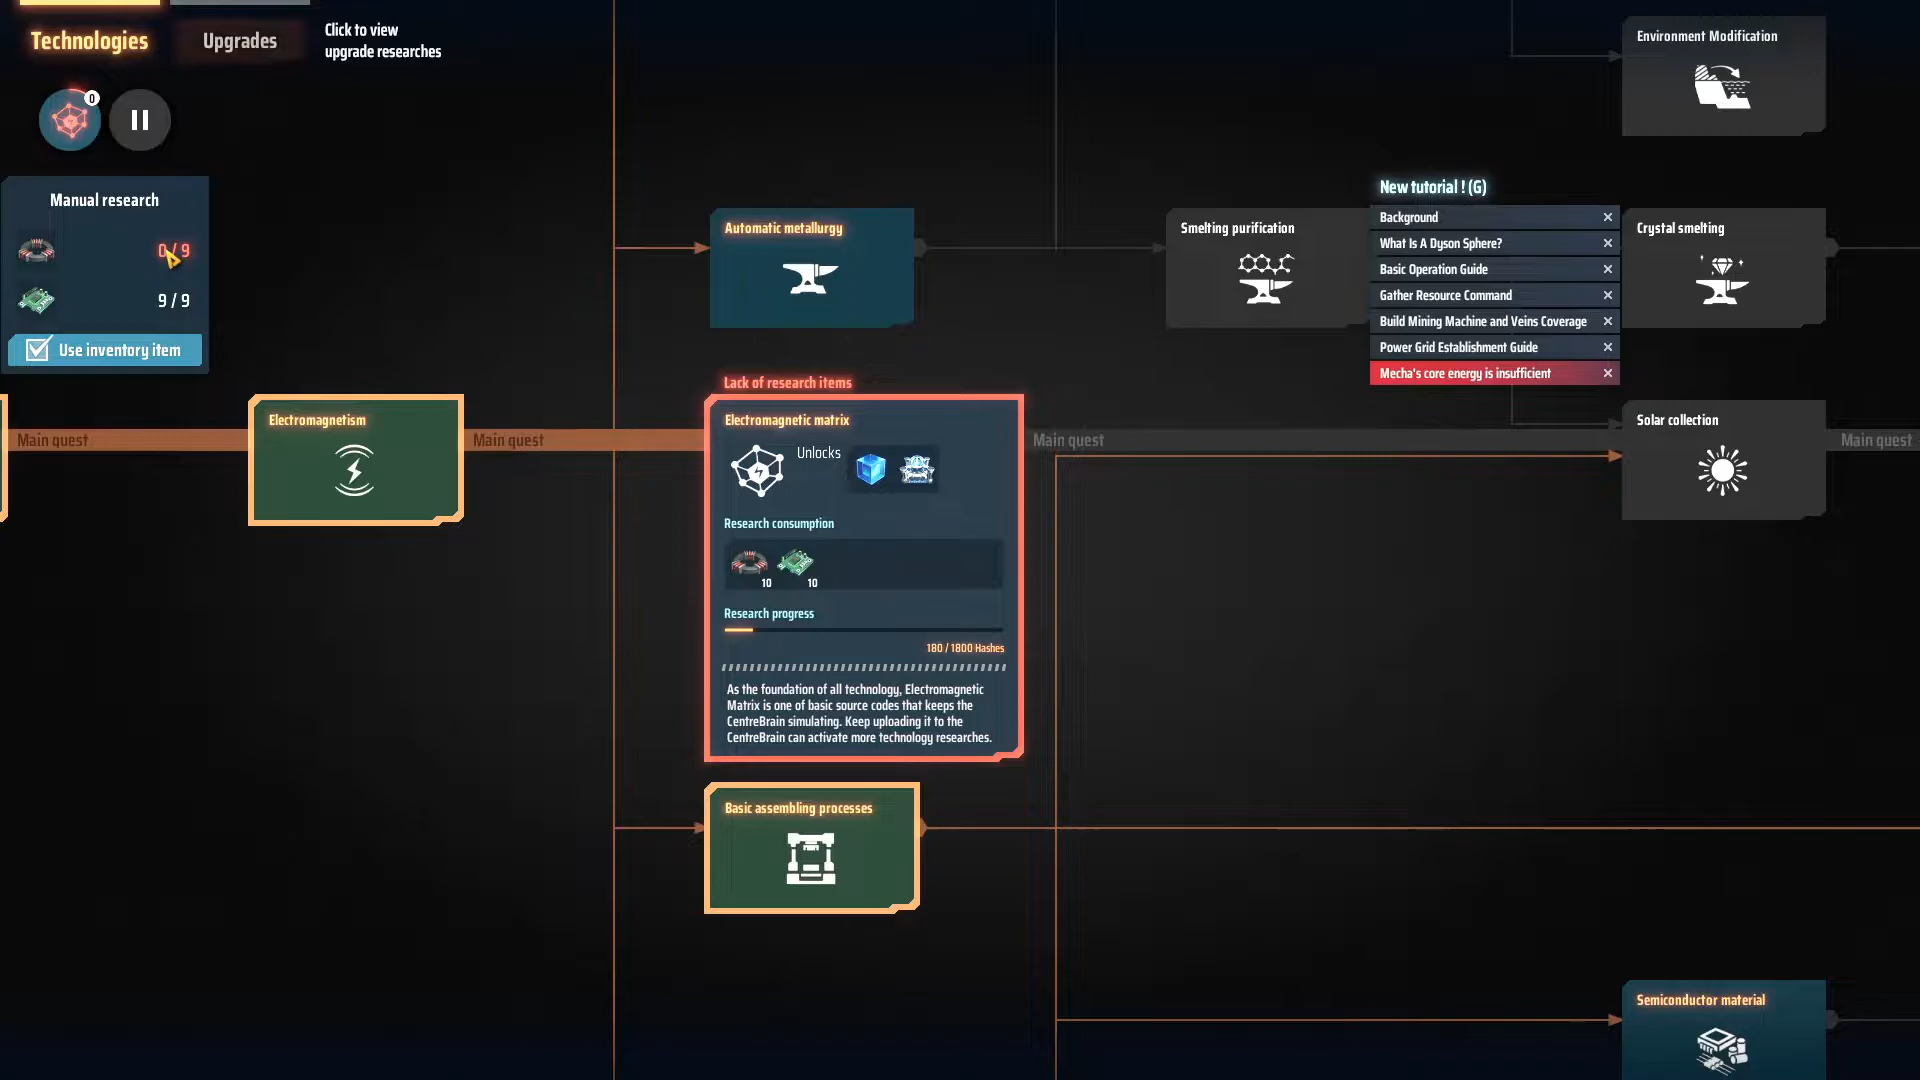 Technologies
Upgrades
Click to view
upgrade researches
0
Manual research
0 / 9
9 / 9
Use inventory item
Environment Modification
Automatic metallurgy
Smelting purification
New tutorial ! (G)
Background
What Is A Dyson Sphere?
Basic Operation Guide
Gather Resource Command
Build Mining Machine and Veins Coverage
Power Grid Establishment Guide
Mecha's core energy is insufficient
Crystal smelting
Main quest
Electromagnetism
Main quest
Lack of research items
Electromagnetic matrix
Unlocks
Research consumption
10
10
Research progress
180 / 1800 Hashes
As the foundation of all technology, Electromagnetic
Matrix is one of basic source codes that keeps the
CentreBrain simulating. Keep uploading it to the
CentreBrain can activate more technology researches.
Main quest
Solar collection
Main quest
Basic assembling processes
Semiconductor material